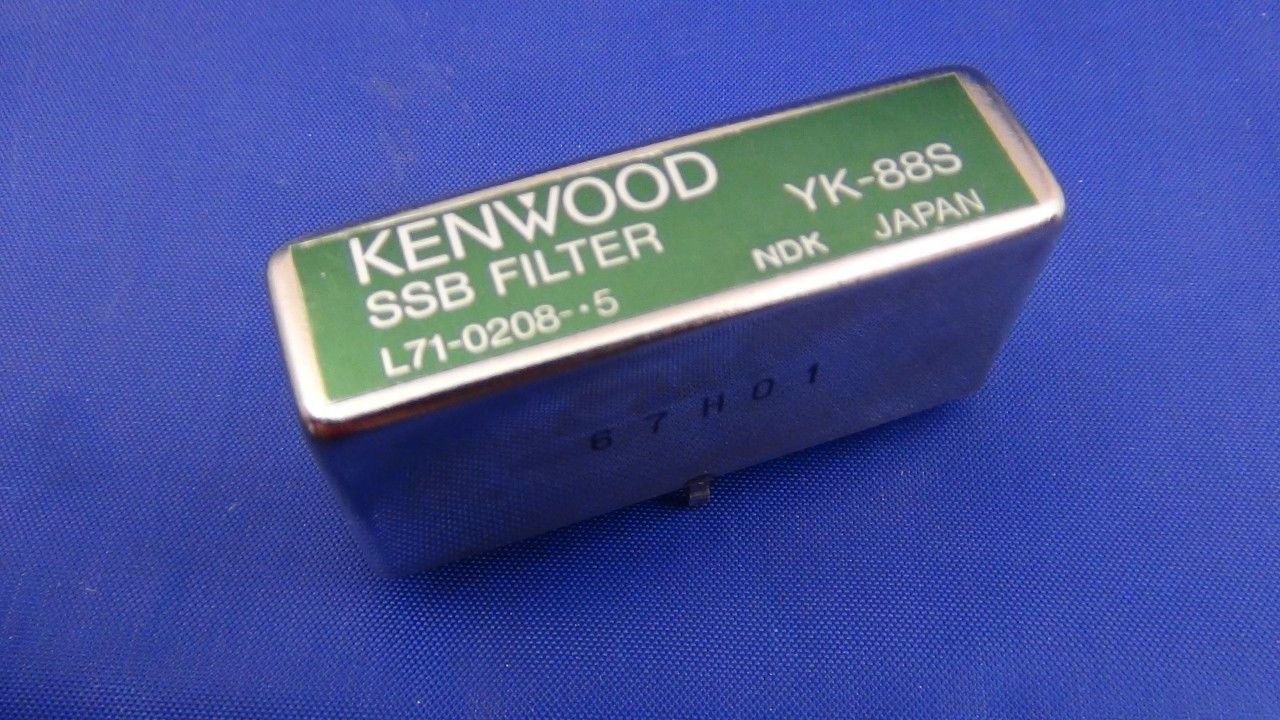 KENWOOD
SSB FILTER
L71-0208-·5
YK-88S
NDK JAPAN
67H01